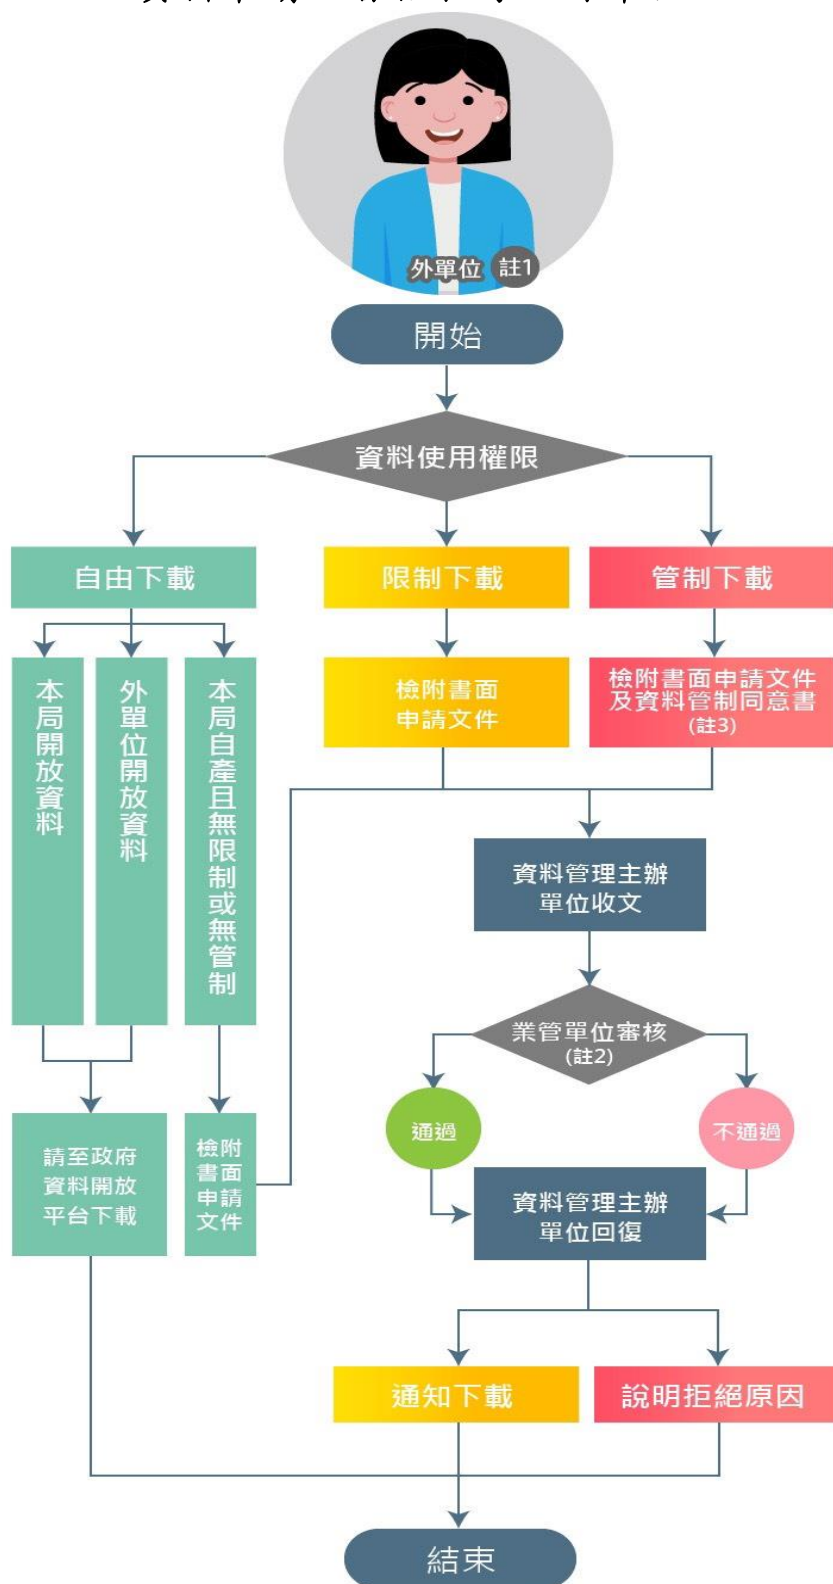 外單位 註1
開始
資料使用權限
自由下載
限制下載
管制下載
本局開放資料
外單位開放資料
本局自產且無限制或無管制
檢附書面
申請文件
檢附書面申請文件
及資料管制同意書
(註3)
資料管理主辦
單位收文
業管單位審核
(註2)
通過
不通過
請至政府
資料開放
平台下載
檢附
書面
申請
文件
資料管理主辦
單位回復
通知下載
說明拒絕原因
結束